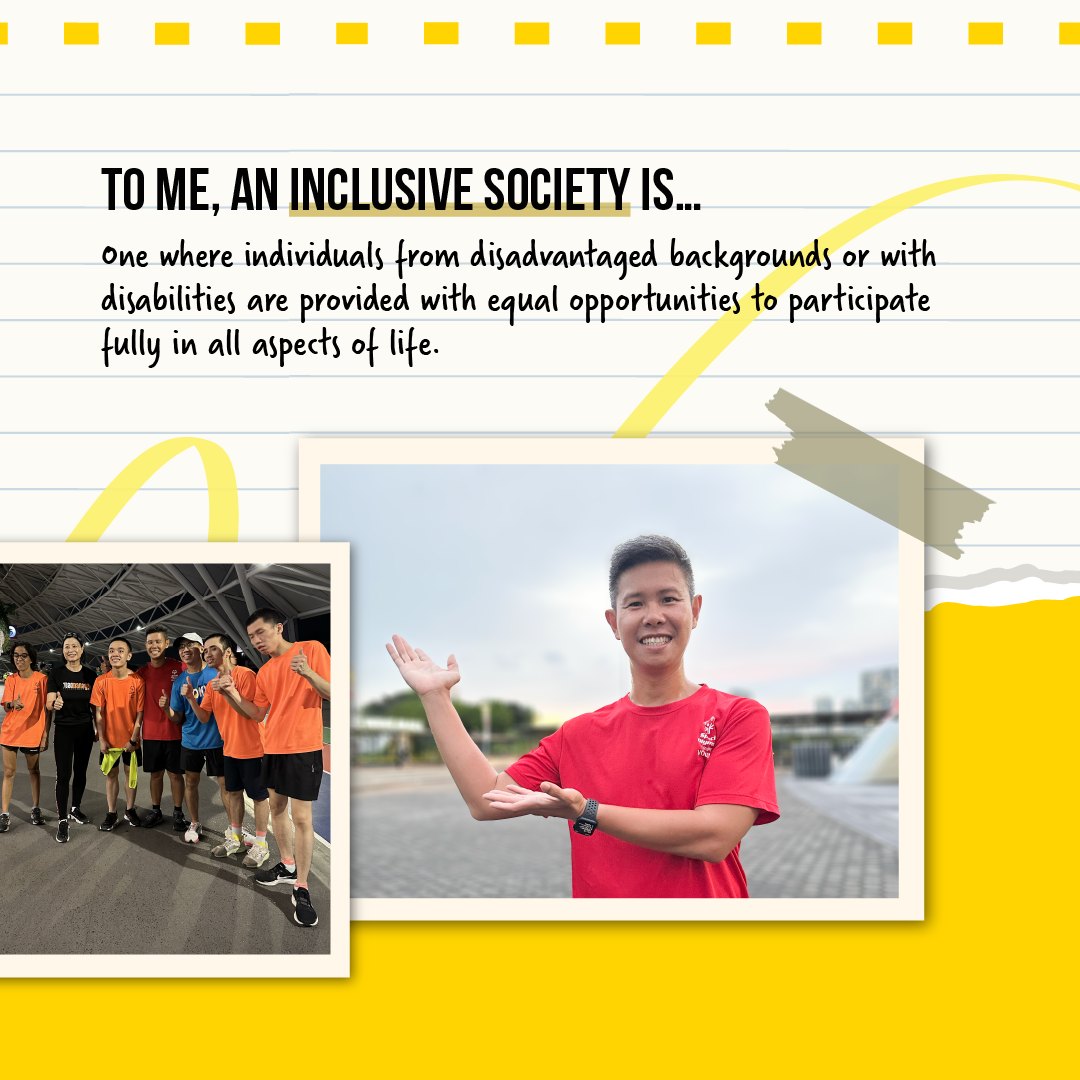 TO ME, AN INCLUSIVE SOCIETY IS...
One where individuals from disadvantaged backgrounds or with
disabilities are provided with equal opportunities to participate
fully in all aspects of life.